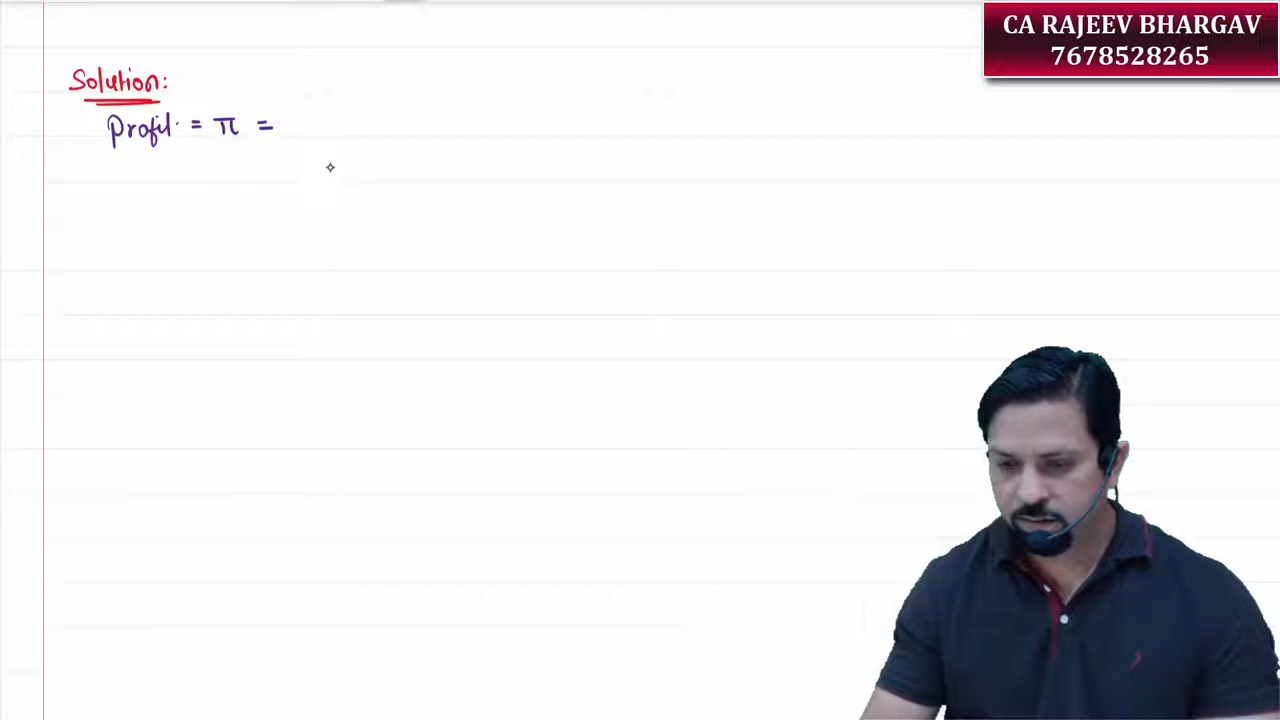 CA RAJEEV BHARGAV
7678528265
Solution:
Profit = π =